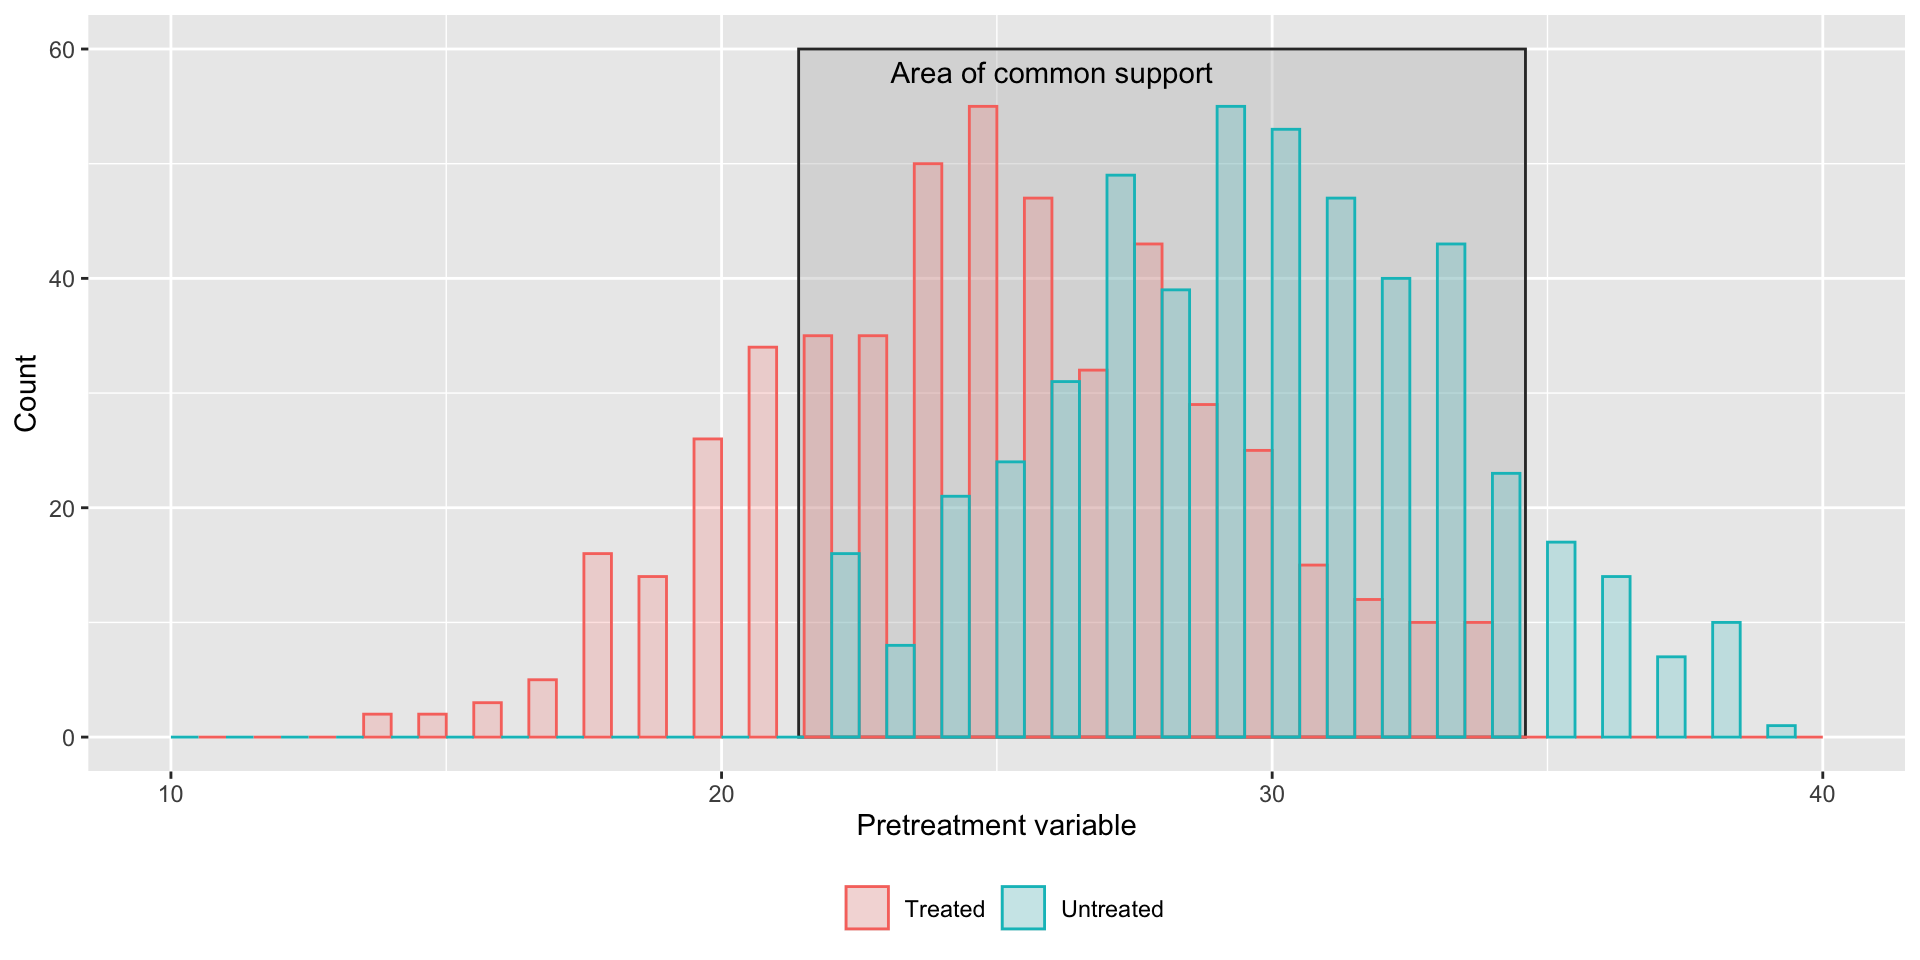 60
Area of common support
40
Count
20
0
10 20 30 40
Pretreatment variable
Treated Untreated